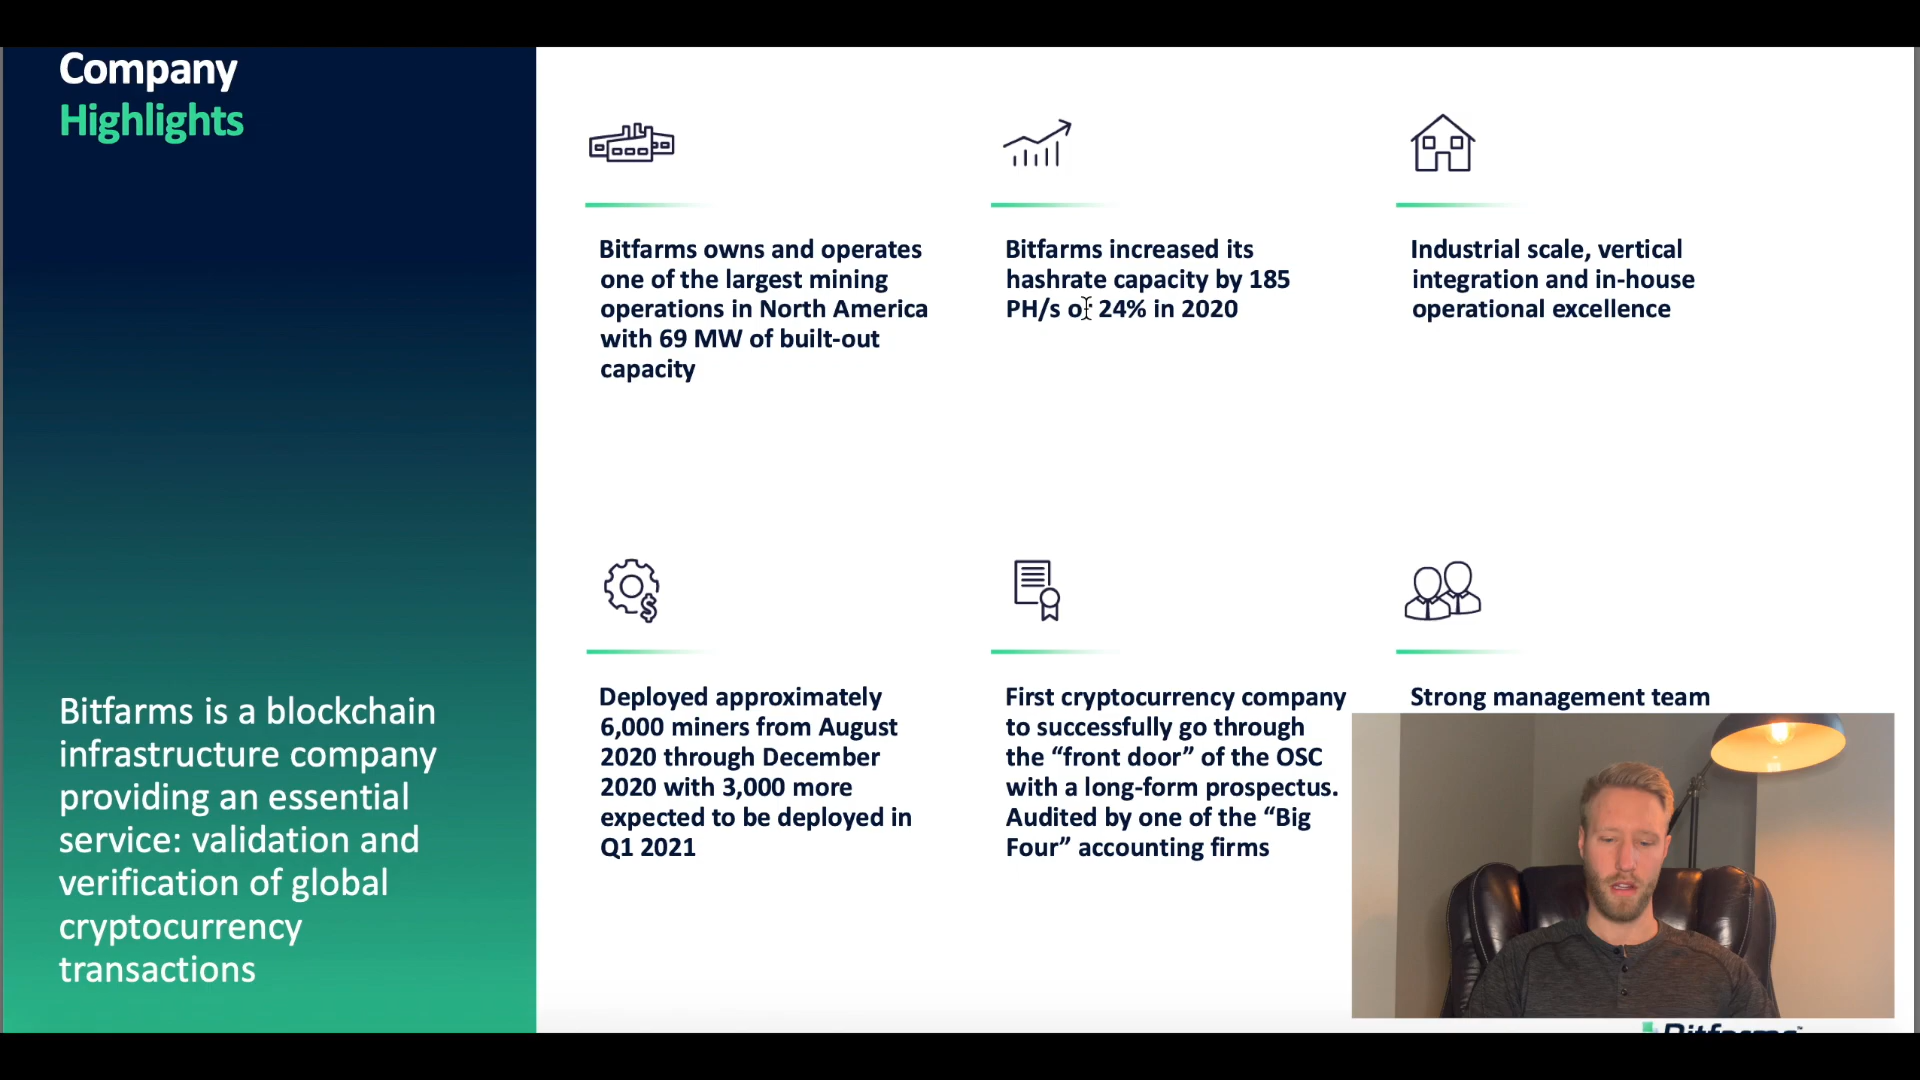 Company
Highlights
Bitfarms owns and operates
one of the largest mining
operations in North America
with 69 MW of built-out
capacity
Bitfarms increased its
hashrate capacity by 185
PH/s or 24% in 2020
Industrial scale, vertical
integration and in-house
operational excellence
Deployed approximately
6,000 miners from August
2020 through December
2020 with 3,000 more
expected to be deployed in
Q1 2021
First cryptocurrency company
to successfully go through
the “front door” of the OSC
with a long-form prospectus.
Audited by one of the “Big
Four” accounting firms
Strong management team
Bitfarms is a blockchain
infrastructure company
providing an essential
service: validation and
verification of global
cryptocurrency
transactions
Bitfarms™